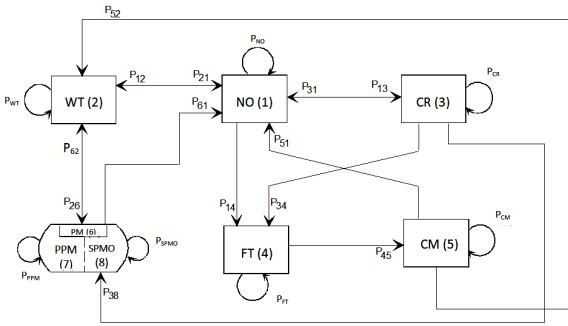 P52
PNO
PCR
P12
P21
P31
P13
PWT
WT (2)
NO (1)
CR (3)
P61
P62
P51
P26
P14
P34
PCM
PM (6)
PPM
SPMO
(7)
(8)
PSPMO
FT (4)
CM (5)
P45
PPPM
P38
PFT